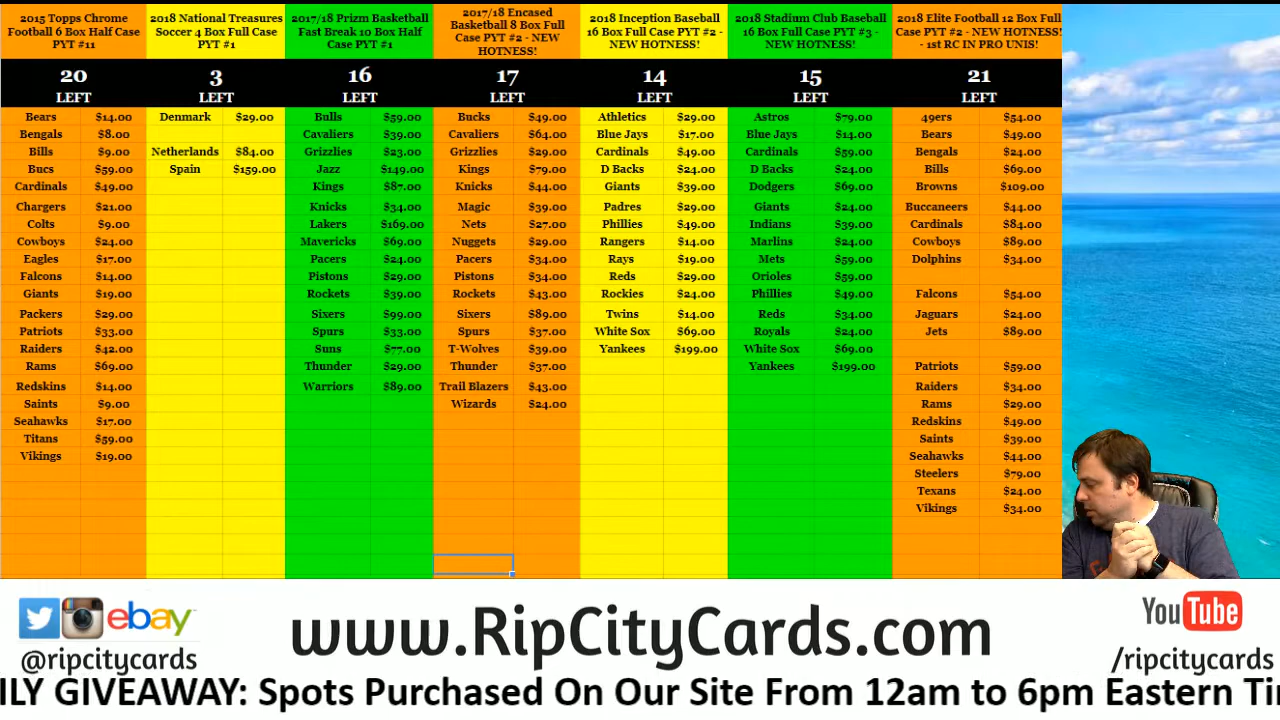 2015 Topps Chrome
Football 6 Box Half Case
PYT #11
20
LEFT
Bears $14.00
Bengals $8.00
Bills $9.00
Bucs $59.00
Cardinals $49.00
Chargers $21.00
Colts $9.00
Cowboys $24.00
Eagles $17.00
Falcons $14.00
Giants $19.00
Packers $29.00
Patriots $33.00
Raiders $42.00
Rams $69.00
Redskins $14.00
Saints $9.00
Seahawks $17.00
Titans $59.00
Vikings $19.00
2018 National Treasures
Soccer 4 Box Full Case
PYT #1
3
LEFT
Denmark $29.00
Netherlands $84.00
Spain $159.00
2017/18 Prizm Basketball
Fast Break 10 Box Half
Case PYT #1
16
LEFT
Bulls $59.00
Cavaliers $39.00
Grizzlies $23.00
Jazz $149.00
Kings $87.00
Knicks $34.00
Lakers $169.00
Mavericks $69.00
Pacers $24.00
Pistons $29.00
Rockets $39.00
Sixers $99.00
Spurs $33.00
Suns $77.00
Thunder $29.00
Warriors $89.00
2017/18 Encased
Basketball 8 Box Full
Case PYT #2 - NEW
HOTNESS!
17
LEFT
Bucks $49.00
Cavaliers $64.00
Grizzlies $29.00
Kings $79.00
Knicks $44.00
Magic $39.00
Nets $27.00
Nuggets $29.00
Pacers $34.00
Pistons $34.00
Rockets $43.00
Sixers $89.00
Spurs $37.00
T-Wolves $39.00
Thunder $37.00
Trail Blazers $43.00
Wizards $24.00
2018 Inception Baseball
16 Box Full Case PYT #2 -
NEW HOTNESS!
14
LEFT
Athletics $29.00
Blue Jays $17.00
Cardinals $49.00
D Backs $24.00
Giants $39.00
Padres $29.00
Phillies $49.00
Rangers $14.00
Rays $19.00
Reds $29.00
Rockies $24.00
Twins $14.00
White Sox $69.00
Yankees $199.00
2018 Stadium Club Baseball
16 Box Full Case PYT #3 -
NEW HOTNESS!
15
LEFT
Astros $79.00
Blue Jays $14.00
Cardinals $59.00
D Backs $24.00
Dodgers $69.00
Giants $24.00
Indians $39.00
Marlins $24.00
Mets $59.00
Orioles $59.00
Phillies $49.00
Reds $34.00
Royals $24.00
White Sox $69.00
Yankees $199.00
2018 Elite Football 12 Box Full
Case PYT #2 - NEW HOTNESS!
- 1st RC IN PRO UNIS!
21
LEFT
49ers $54.00
Bears $49.00
Bengals $24.00
Bills $69.00
Browns $109.00
Buccaneers $44.00
Cardinals $84.00
Cowboys $89.00
Dolphins $34.00
Falcons $54.00
Jaguars $24.00
Jets $89.00
Patriots $59.00
Raiders $34.00
Rams $29.00
Redskins $49.00
Saints $39.00
Seahawks $44.00
Steelers $79.00
Texans $24.00
Vikings $34.00
ebay
@ripcitycards
www.RipCityCards.com
YouTube
/ripcitycards
ILY GIVEAWAY: Spots Purchased On Our Site From 12am to 6pm Eastern Ti